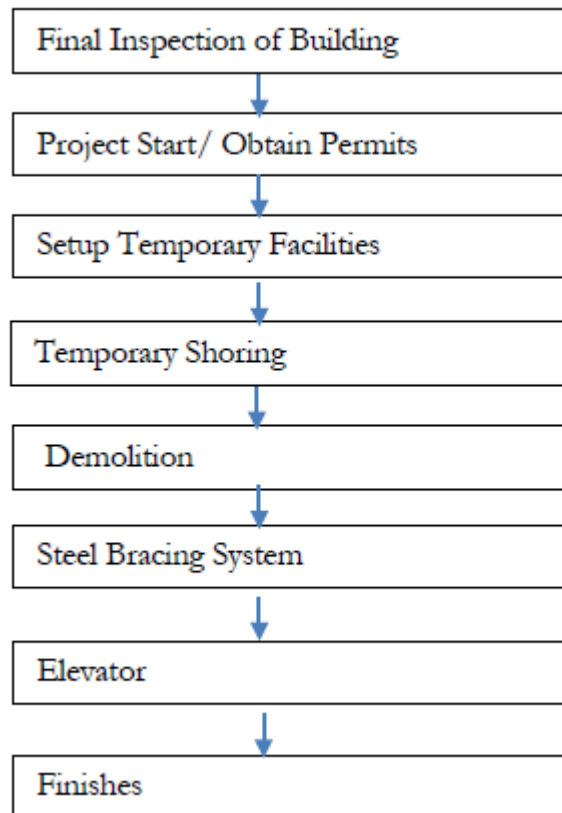 Final Inspection of Building
Project Start/ Obtain Permits
Setup Temporary Facilities
Temporary Shoring
Demolition
Steel Bracing System
Elevator
Finishes